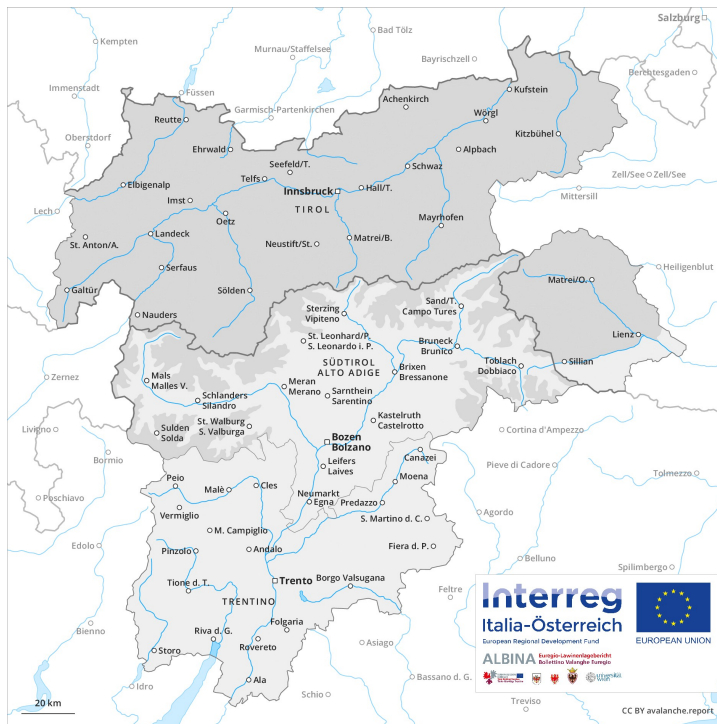 Salzburg
Kempten
Bad Tölz
Murnau/Staffelsee
Bayrischzell
Berchtesgaden
Immenstadt
Füssen
Garmisch-Partenkirchen
Achenkirch
Kufstein
Reutte
Wörgl
Oberstdorf
Ehrwald
Kitzbühel
Seefeld/T.
Alpbach
Schwaz
Zell/See
Zell/See
Telfs
Elbigenalp
Innsbruck
Hall/T.
Mittersill
Imst
TIROL
Lech
Oetz
Mayrhofen
St. Anton/A.
Landeck
Neustift/St.
Matrei/B.
Serfaus
Heiligenblut
Galtür
Sölden
Matrei/O.
Nauders
Sterzing
Vipiteno
Sand/T.
Campo Tures
St. Leonhard/P.
S. Leonardo i. P.
Lienz
Bruneck
Brunico
SÜDTIROL
ALTO ADIGE
Toblach
Dobbiaco
Sillian
Brixen
Bressanone
Zernez
Mals
Malles V.
Meran
Merano
Sarnthein
Sarentino
Schlanders
Silandro
Kastelruth
Castelrotto
St. Walburg
S. Valburga
Livigno
Sulden
Solda
Bozen
Bolzano
Cortina d'Ampezzo
Bormio
Canazei
Leifers
Laives
Pieve di Cadore
Tolmezzo
Peio
Moena
Malè
Cles
Poschiavo
Neumarkt
Egna
Predazzo
Vermiglio
Agordo
S. Martino d. C.
M. Campiglio
Edolo
Pinzolo
Andalo
Fiera d. P.
Belluno
Spilimbergo
Tione d. T.
Trento
Borgo Valsugana
Feltre
TRENTINO
Bienno
Folgaria
Riva d. G.
Rovereto
Asiago
Storo
Ala
Idro
Schio
Bassano d. G.
Treviso
Interreg
Italia-Österreich
European Regional Development Fund
EUROPEAN UNION
ALBINA
Euregio-Lawinenlagebericht
Bollettino Valanghe Euregio
universität
wien
20 km
CC BY avalanche.report